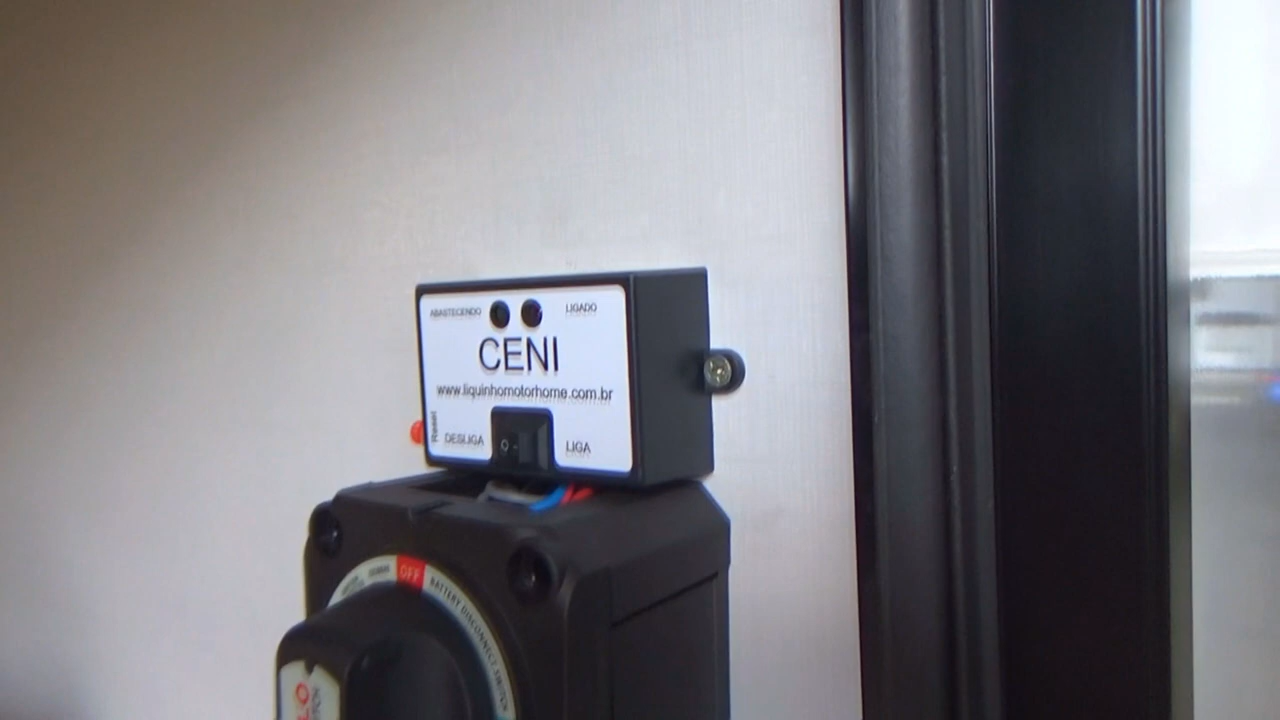 ABASTECENDO LIGADO
CENI
www.liquinhomotorhome.com.br
Reset
DESLIGA LIGA
OFF
BATTERY DISCONNECT SWITCH